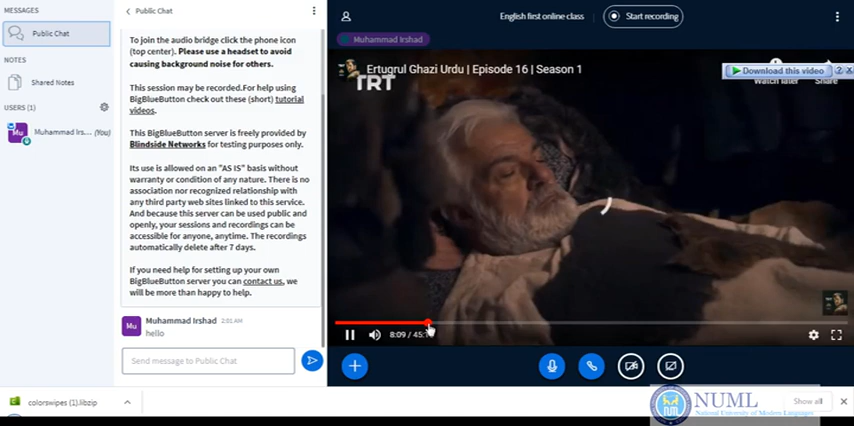 MESSAGES
Public Chat
NOTES
Shared Notes
USERS (1)
Mu
Muhammad Irs... (You)
Public Chat
To join the audio bridge click the phone icon
(top center). Please use a headset to avoid
causing background noise for others.
This session may be recorded.For help using
BigBlueButton check out these (short) tutorial
videos.
This BigBlueButton server is freely provided by
Blindside Networks for testing purposes only.
Its use is allowed on an "AS IS" basis without
warranty or condition of any nature. There is no
association nor recognized relationship with
any third party web sites linked to this service.
And because this server can be used public and
openly, your sessions and recordings can be
accessible for anyone, anytime. The recordings
automatically delete after 7 days.
If you need help for setting up your own
BigBlueButton server you can contact us, we
will be more than happy to help.
Mu
Muhammad Irshad 2:01 AM
hello
Send message to Public Chat
English first online class
Start recording
Muhammad Irshad
Ertugrul Ghazi Urdu | Episode 16 | Season 1
TRT
Download this video ? X
Watch later
Share
8:09 / 45:
colorswipes (1).libzip
NUML
National University of Modern Languages
Show all